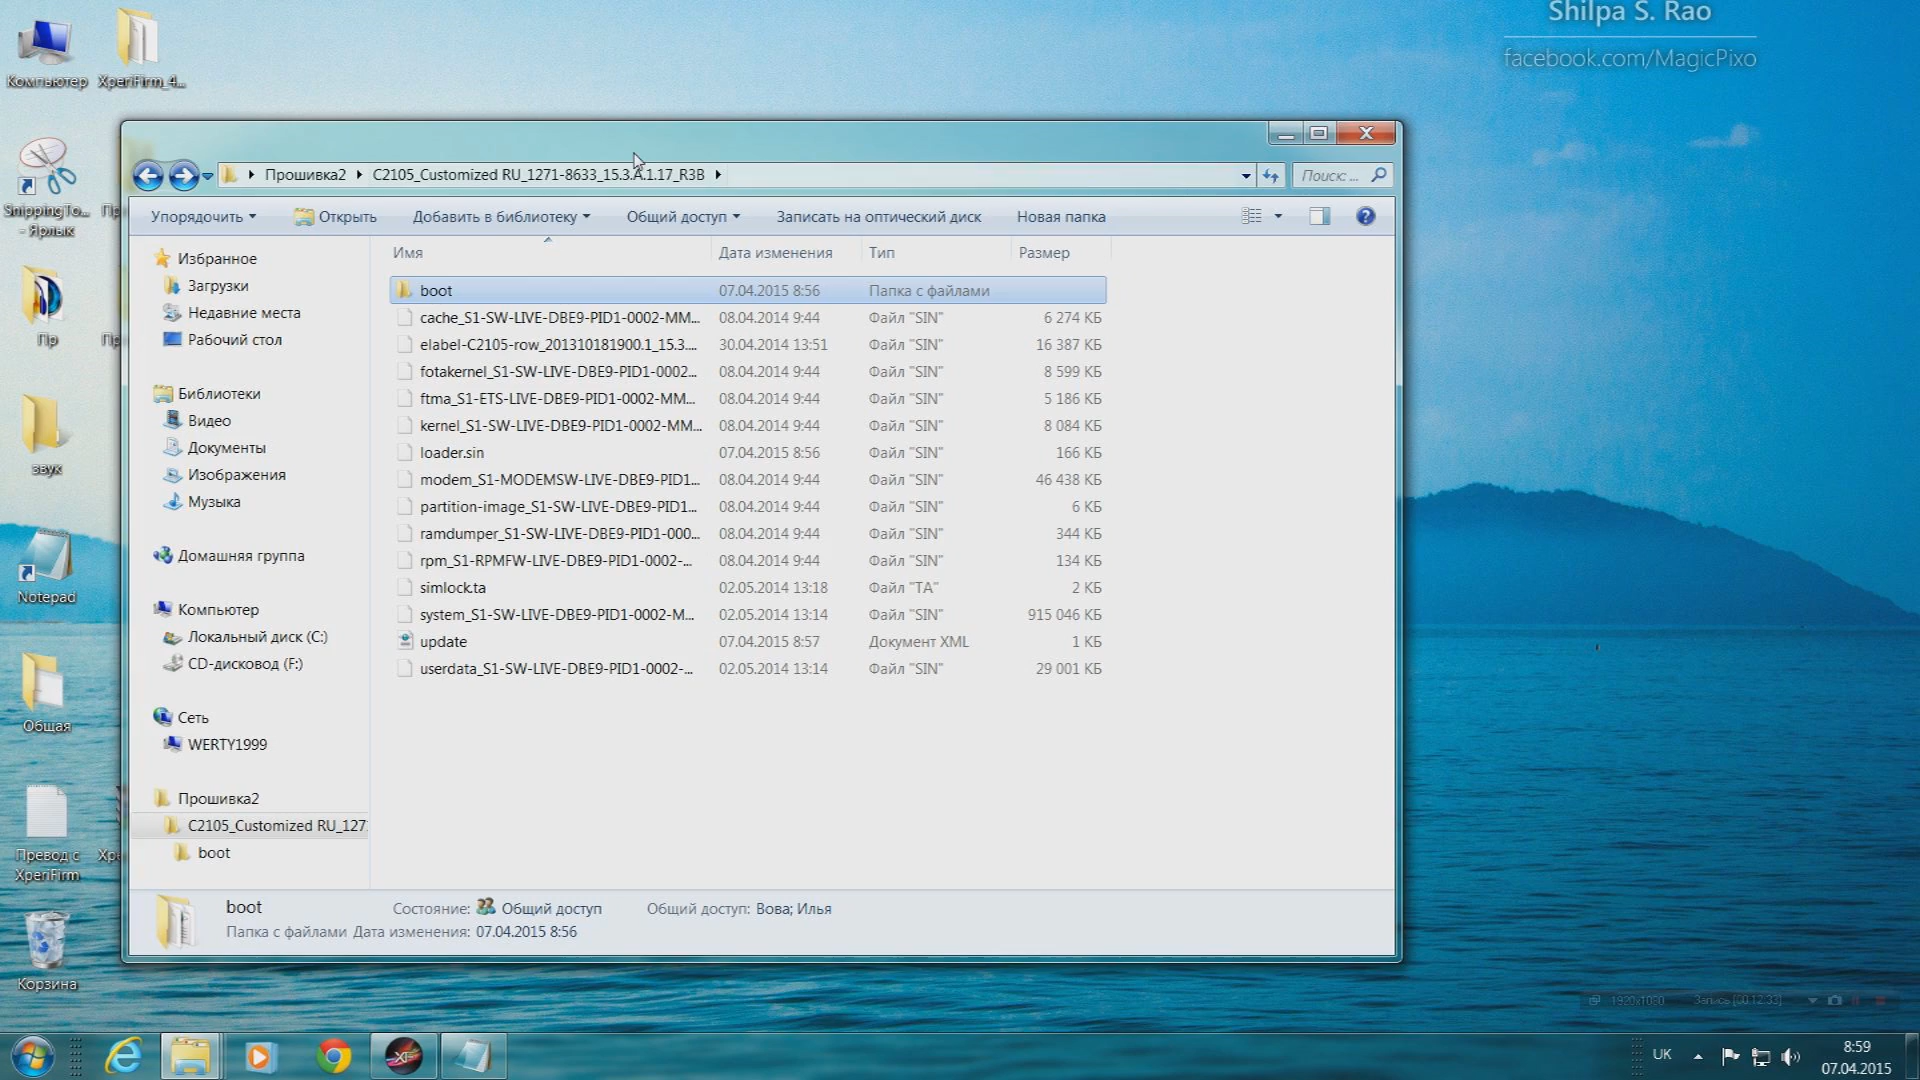 Shilpa S. Rao
facebook.com/MagicPixo
Компьютер
XperiFirm_4...
SnippingTo...
- Ярлык
Пр
Пр
Пр
звук
Notepad
Общая
Превод с
XperiFirm
Хра
Корзина
Прошивка2 C2105_Customized RU_1271-8633_15.3.A.1.17_R3B
Поиск: ...
Упорядочить Открыть Добавить в библиотеку Общий доступ Записать на оптический диск Новая папка
Избранное
Загрузки
Недавние места
Рабочий стол
Библиотеки
Видео
Документы
Изображения
Музыка
Домашняя группа
Компьютер
Локальный диск (C:)
CD-дисковод (F:)
Сеть
WERTY1999
Прошивка2
C2105_Customized RU_127
boot
Имя Дата изменения Тип Размер
boot 07.04.2015 8:56 Папка с файлами
cache_S1-SW-LIVE-DBE9-PID1-0002-MM... 08.04.2014 9:44 Файл "SIN" 6 274 КБ
elabel-C2105-row_201310181900.1_15.3.... 30.04.2014 13:51 Файл "SIN" 16 387 КБ
fotakernel_S1-SW-LIVE-DBE9-PID1-0002... 08.04.2014 9:44 Файл "SIN" 8 599 КБ
ftma_S1-ETS-LIVE-DBE9-PID1-0002-MM... 08.04.2014 9:44 Файл "SIN" 5 186 КБ
kernel_S1-SW-LIVE-DBE9-PID1-0002-MM... 08.04.2014 9:44 Файл "SIN" 8 084 КБ
loader.sin 07.04.2015 8:56 Файл "SIN" 166 КБ
modem_S1-MODEMSW-LIVE-DBE9-PID1... 08.04.2014 9:44 Файл "SIN" 46 438 КБ
partition-image_S1-SW-LIVE-DBE9-PID1... 08.04.2014 9:44 Файл "SIN" 6 КБ
ramdumper_S1-SW-LIVE-DBE9-PID1-000... 08.04.2014 9:44 Файл "SIN" 344 КБ
rpm_S1-RPMFW-LIVE-DBE9-PID1-0002-... 08.04.2014 9:44 Файл "SIN" 134 КБ
simlock.ta 02.05.2014 13:18 Файл "TA" 2 КБ
system_S1-SW-LIVE-DBE9-PID1-0002-M... 02.05.2014 13:14 Файл "SIN" 915 046 КБ
update 07.04.2015 8:57 Документ XML 1 КБ
userdata_S1-SW-LIVE-DBE9-PID1-0002-... 02.05.2014 13:14 Файл "SIN" 29 001 КБ
boot Состояние: Общий доступ Общий доступ: Вова; Илья
Папка с файлами Дата изменения: 07.04.2015 8:56
1920x1080 Запись [00:12:33]
XF
UK
8:59
07.04.2015